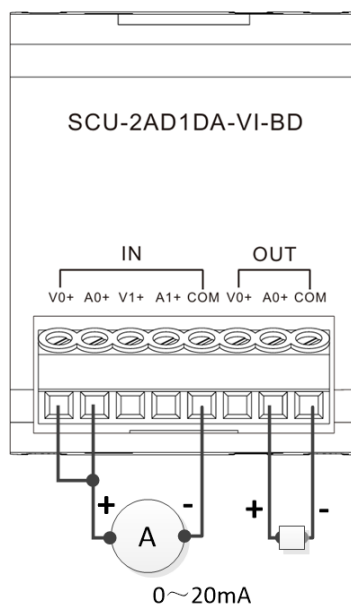 SCU-2AD1DA-VI-BD
IN OUT
V0+ A0+ V1+ A1+ COM V0+ A0+ COM
+ - + -
A
0～20mA